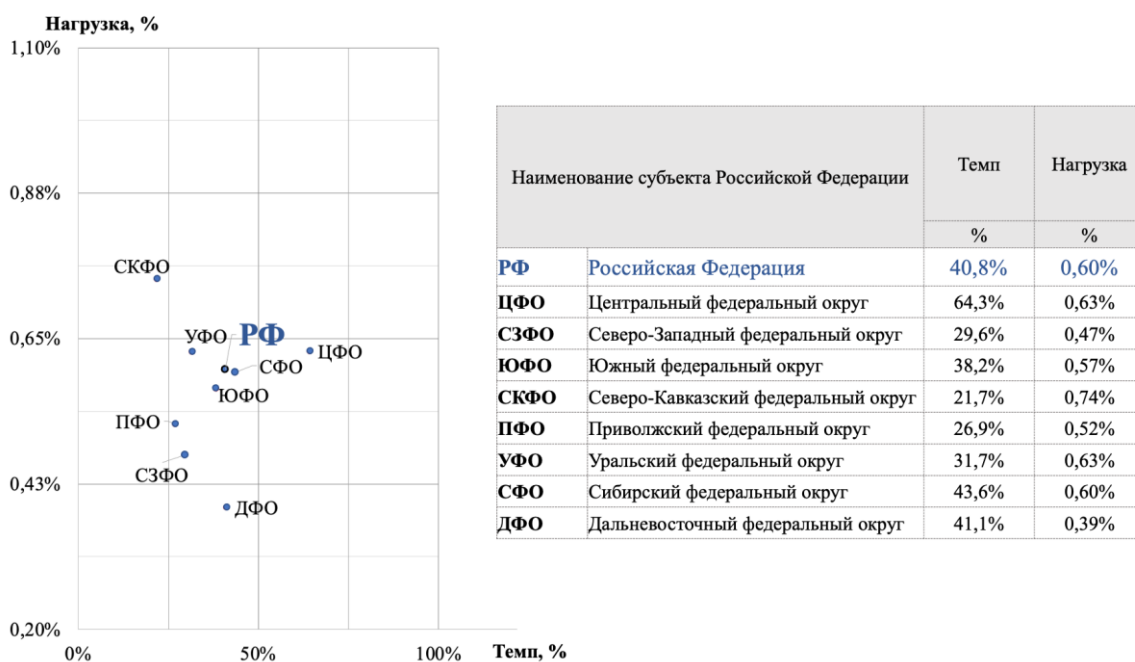 Нагрузка, %
1,10%
0,88%
СКФО
0,65%
УФО
РФ
СФО
ЦФО
ЮФО
ПФО
СЗФО
0,43%
ДФО
0,20%
0%
50%
100%
Темп, %
Наименование субъекта Российской Федерации Темп Нагрузка
% %
РФ Российская Федерация 40,8% 0,60%
ЦФО Центральный федеральный округ 64,3% 0,63%
СЗФО Северо-Западный федеральный округ 29,6% 0,47%
ЮФО Южный федеральный округ 38,2% 0,57%
СКФО Северо-Кавказский федеральный округ 21,7% 0,74%
ПФО Приволжский федеральный округ 26,9% 0,52%
УФО Уральский федеральный округ 31,7% 0,63%
СФО Сибирский федеральный округ 43,6% 0,60%
ДФО Дальневосточный федеральный округ 41,1% 0,39%